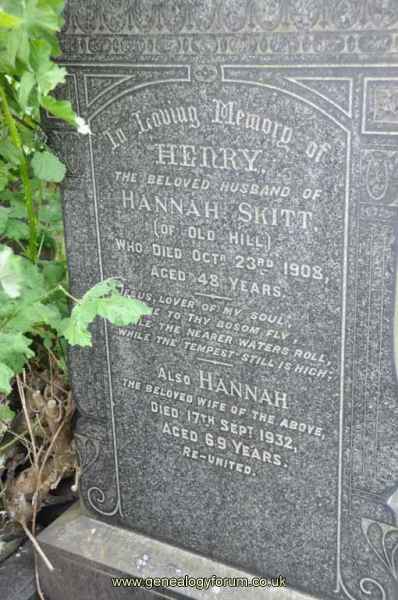 In Loving Memory of
HENRY,
THE BELOVED HUSBAND OF
HANNAH SKITT,
(OF OLD HILL)
WHO DIED OCTR 23RD 1908,
AGED 48 YEARS.
JESUS, LOVER OF MY SOUL,
ME TO THY BOSOM FLY,
THE NEARER WATERS ROLL,
WHILE THE TEMPEST STILL IS HIGH;
ALSO HANNAH
THE BELOVED WIFE OF THE ABOVE,
DIED 17TH SEPT 1932,
AGED 69 YEARS.
RE-UNITED.
www.genealogyforum.co.uk